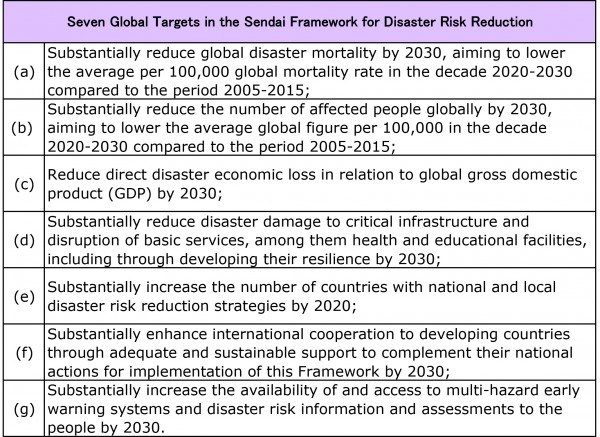 Seven Global Targets in the Sendai Framework for Disaster Risk Reduction
(a) Substantially reduce global disaster mortality by 2030, aiming to lower
the average per 100,000 global mortality rate in the decade 2020-2030
compared to the period 2005-2015;
(b) Substantially reduce the number of affected people globally by 2030,
aiming to lower the average global figure per 100,000 in the decade
2020-2030 compared to the period 2005-2015;
(c) Reduce direct disaster economic loss in relation to global gross domestic
product (GDP) by 2030;
(d) Substantially reduce disaster damage to critical infrastructure and
disruption of basic services, among them health and educational facilities,
including through developing their resilience by 2030;
(e) Substantially increase the number of countries with national and local
disaster risk reduction strategies by 2020;
(f) Substantially enhance international cooperation to developing countries
through adequate and sustainable support to complement their national
actions for implementation of this Framework by 2030;
(g) Substantially increase the availability of and access to multi-hazard early
warning systems and disaster risk information and assessments to the
people by 2030.